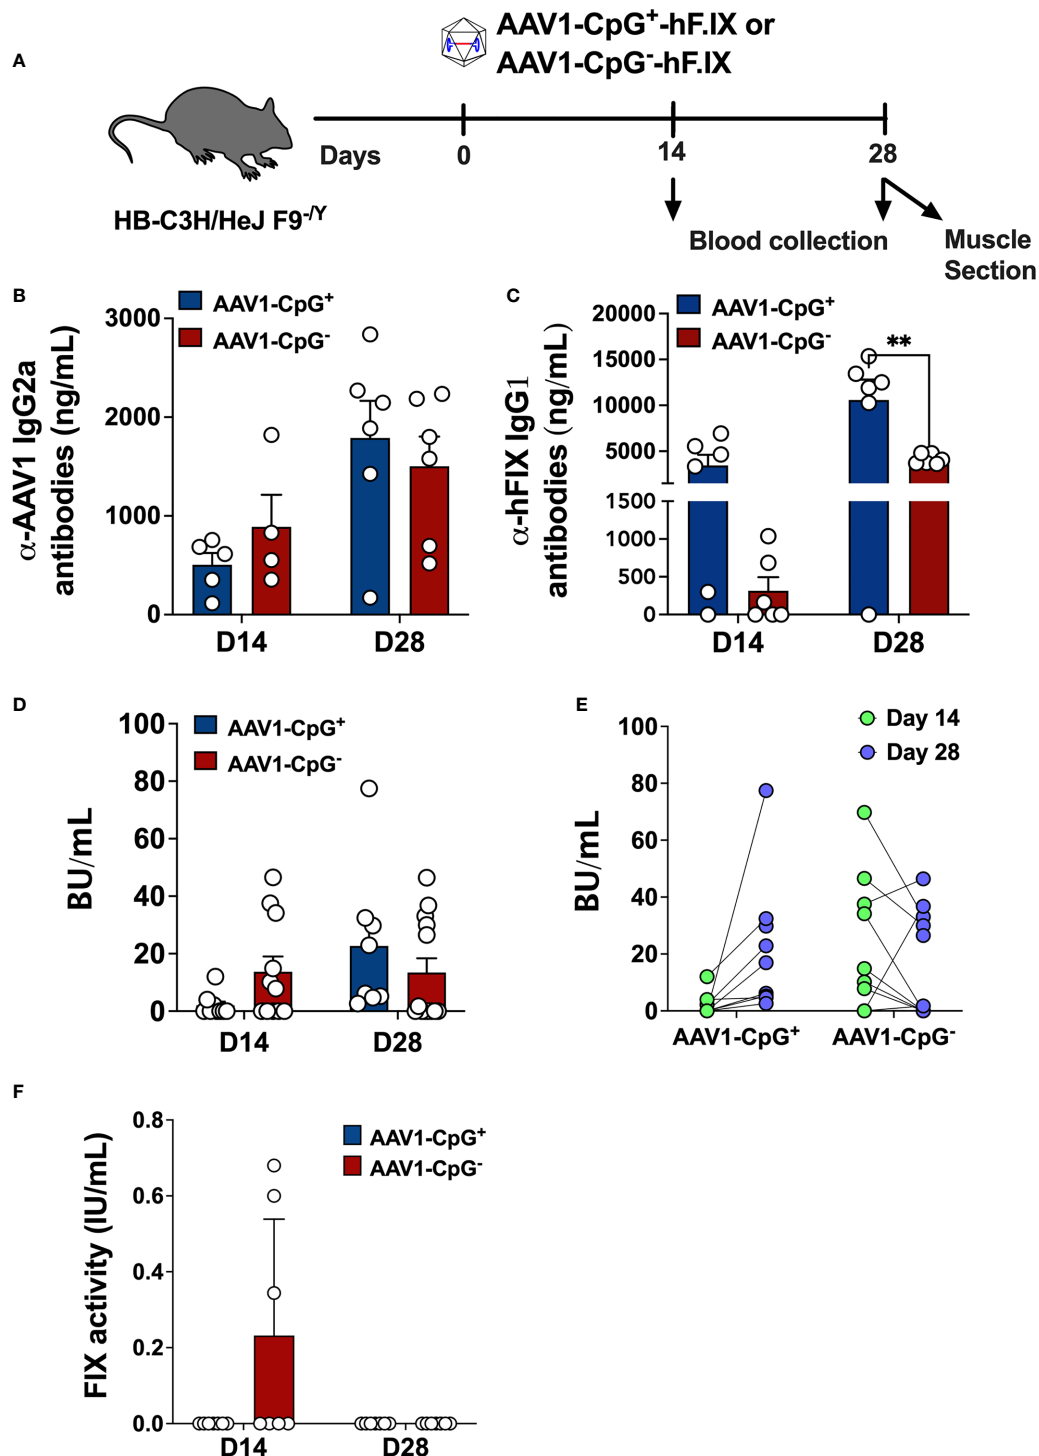 A
AAV1-CpG+-hF.IX or
AAV1-CpG--hF.IX
Days
0
14
28
HB-C3H/HeJ F9-/Y
Blood collection
Muscle
Section
B
AAV1-CpG+
AAV1-CpG-
α-AAV1 IgG2a
antibodies (ng/mL)
3000
2000
1000
0
D14
D28
C
AAV1-CpG+
AAV1-CpG-
α-hFIX IgG1
antibodies (ng/mL)
20000
15000
10000
5000
1500
1000
500
0
**
D14
D28
D
AAV1-CpG+
AAV1-CpG-
BU/mL
100
80
60
40
20
0
D14
D28
E
Day 14
Day 28
BU/mL
100
80
60
40
20
0
AAV1-CpG+
AAV1-CpG-
F
AAV1-CpG+
AAV1-CpG-
FIX activity (IU/mL)
0.8
0.6
0.4
0.2
0.0
D14
D28